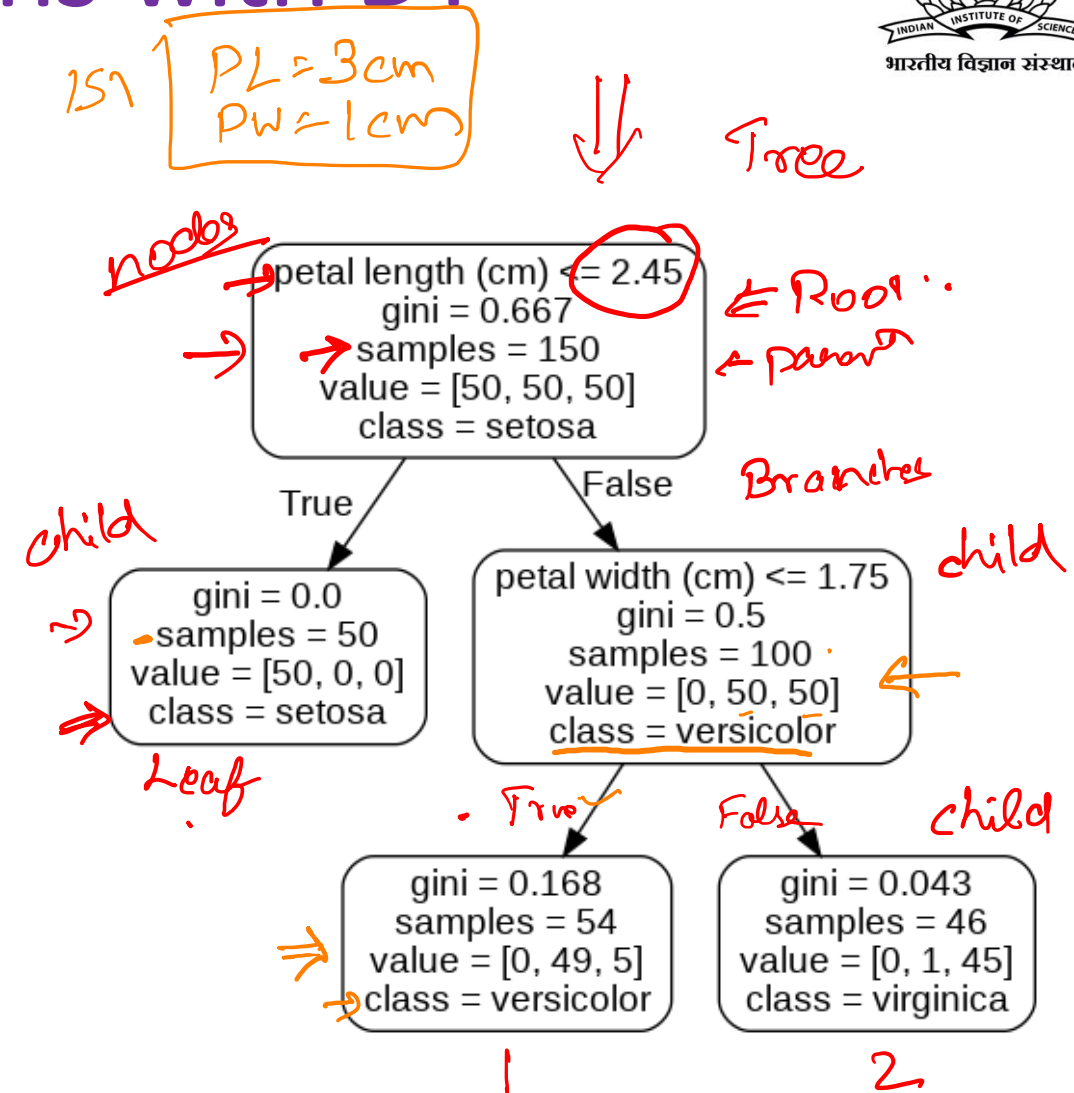 INDIAN INSTITUTE OF SCIENCE
भारतीय विज्ञान संस्थान
PL = 3cm
PW = 1cm
Tree
nodes
petal length (cm) <= 2.45
gini = 0.667
samples = 150
value = [50, 50, 50]
class = setosa
Root
Parent
True
False
Branches
child
child
gini = 0.0
samples = 50
value = [50, 0, 0]
class = setosa
petal width (cm) <= 1.75
gini = 0.5
samples = 100
value = [0, 50, 50]
class = versicolor
Leaf
True
False
child
gini = 0.168
samples = 54
value = [0, 49, 5]
class = versicolor
gini = 0.043
samples = 46
value = [0, 1, 45]
class = virginica
1
2